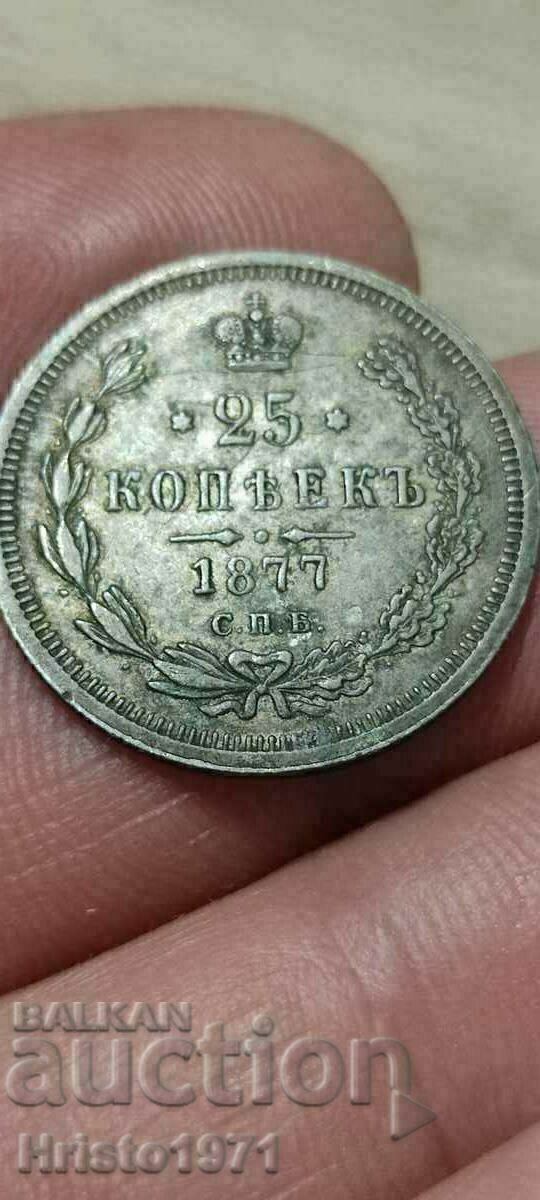 25
КОПѢЕКЪ
1877
С.П.Б.
BALKAN
auction
Hristo1971